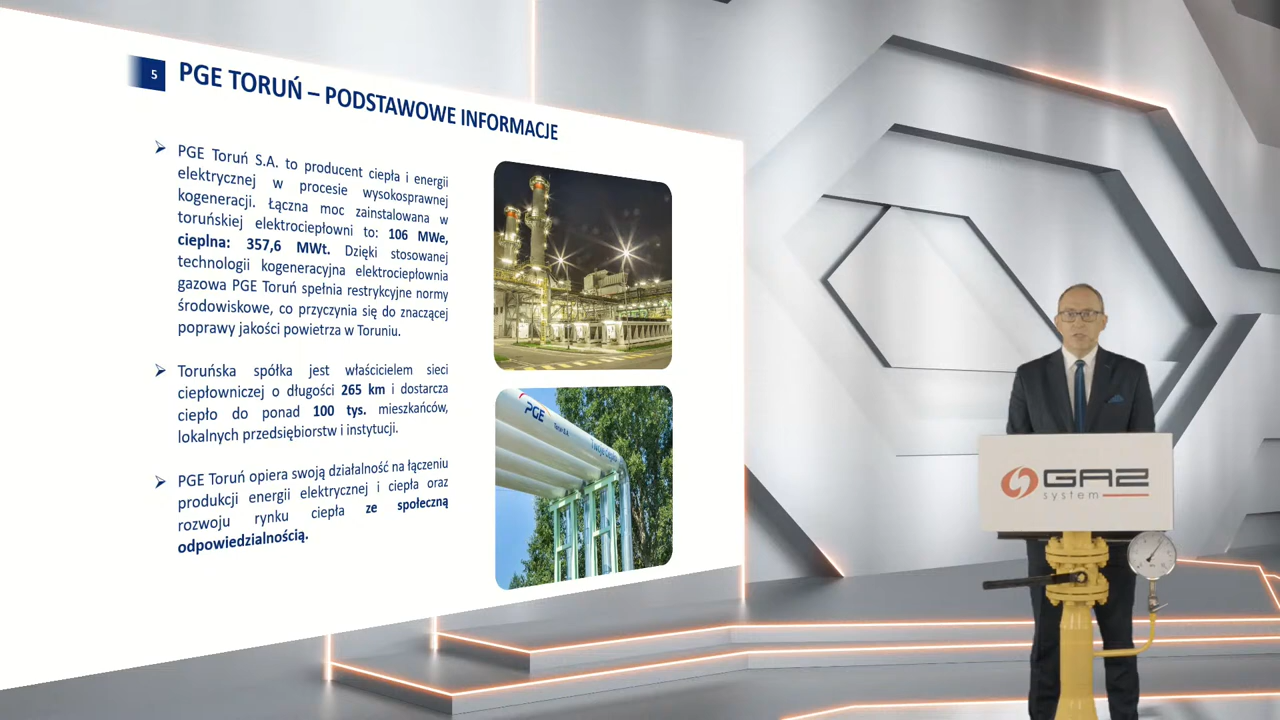 5
PGE TORUŃ – PODSTAWOWE INFORMACJE
PGE Toruń S.A. to producent ciepła i energii
elektrycznej w procesie wysokosprawnej
kogeneracji. Łączna moc zainstalowana w
toruńskiej elektrociepłowni to: 106 MWe,
cieplna: 357,6 MWt. Dzięki stosowanej
technologii kogeneracyjna elektrociepłownia
gazowa PGE Toruń spełnia restrykcyjne normy
środowiskowe, co przyczynia się do znaczącej
poprawy jakości powietrza w Toruniu.
Toruńska spółka jest właścicielem sieci
ciepłowniczej o długości 265 km i dostarcza
ciepło do ponad 100 tys. mieszkańców,
lokalnych przedsiębiorstw i instytucji.
PGE Toruń opiera swoją działalność na łączeniu
produkcji energii elektrycznej i ciepła oraz
rozwoju rynku ciepła ze społeczną
odpowiedzialnością.
PGE
Toruń S.A.
GAZ
system